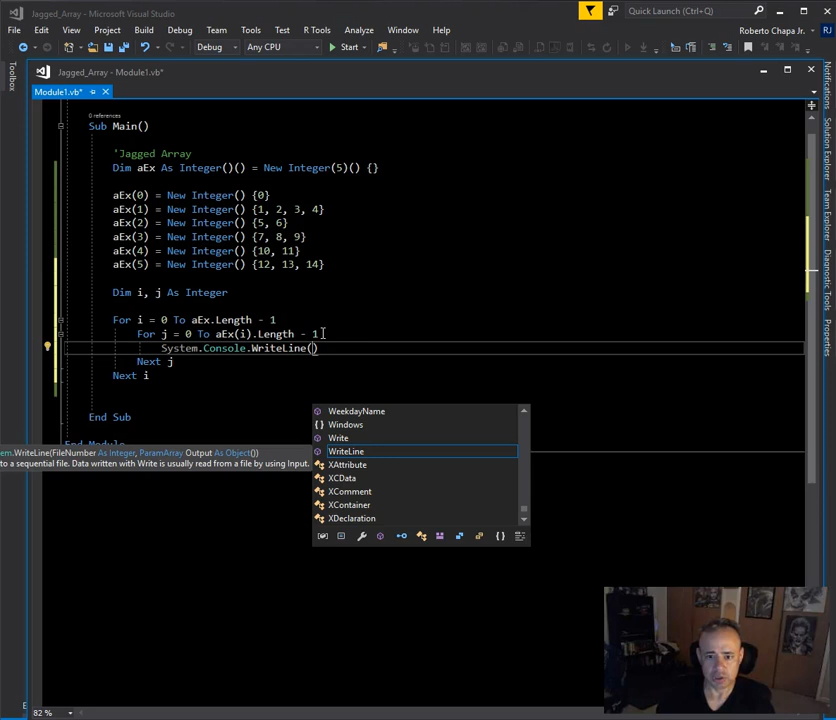 Jagged_Array - Microsoft Visual Studio
Quick Launch (Ctrl+Q)
File Edit View Project Build Debug Team Tools Test R Tools Analyze Window Help
Roberto Chapa Jr. RJ
Debug Any CPU Start
Toolbox
Jagged_Array - Module1.vb*
Module1.vb*
0 references
Sub Main()
'Jagged Array
Dim aEx As Integer()() = New Integer(5)() {}
aEx(0) = New Integer() {0}
aEx(1) = New Integer() {1, 2, 3, 4}
aEx(2) = New Integer() {5, 6}
aEx(3) = New Integer() {7, 8, 9}
aEx(4) = New Integer() {10, 11}
aEx(5) = New Integer() {12, 13, 14}
Dim i, j As Integer
For i = 0 To aEx.Length - 1
For j = 0 To aEx(i).Length - 1
System.Console.WriteLine()
Next j
Next i
End Sub
End Module
em.WriteLine(FileNumber As Integer, ParamArray Output As Object())
to a sequential file. Data written with Write is usually read from a file by using Input.
WeekdayName
{ } Windows
Write
WriteLine
XAttribute
XCData
XComment
XContainer
XDeclaration
Notifications
Solution Explorer
Team Explorer
Diagnostic Tools
Properties
82 %